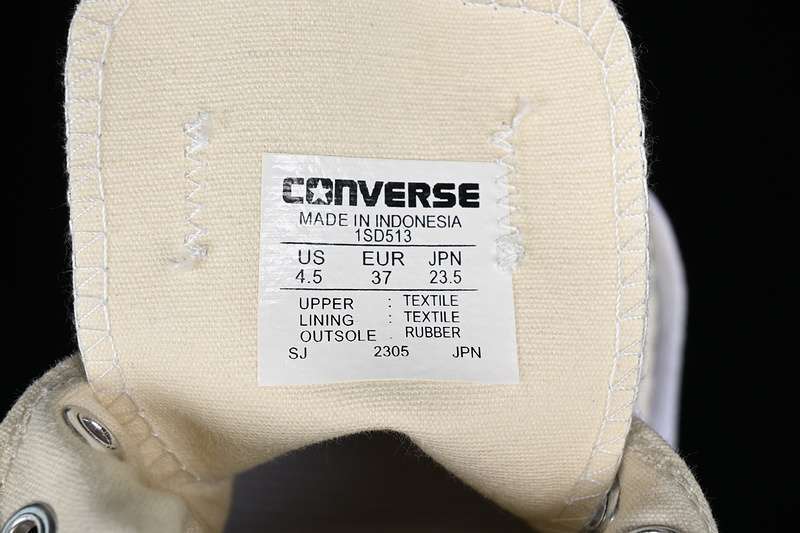 CONVERSE
MADE IN INDONESIA
1SD513
US EUR JPN
4.5 37 23.5
UPPER : TEXTILE
LINING : TEXTILE
OUTSOLE . RUBBER
SJ 2305 JPN